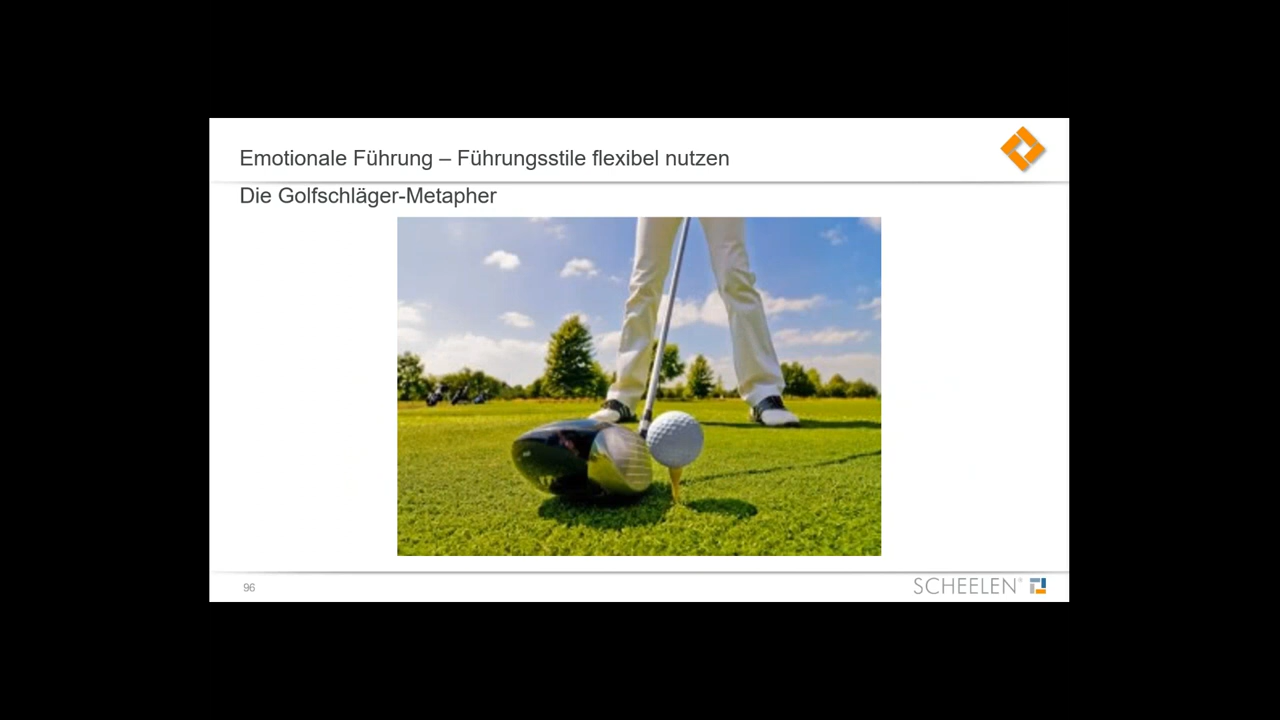 Emotionale Führung – Führungsstile flexibel nutzen
Die Golfschläger-Metapher
96
SCHEELEN®